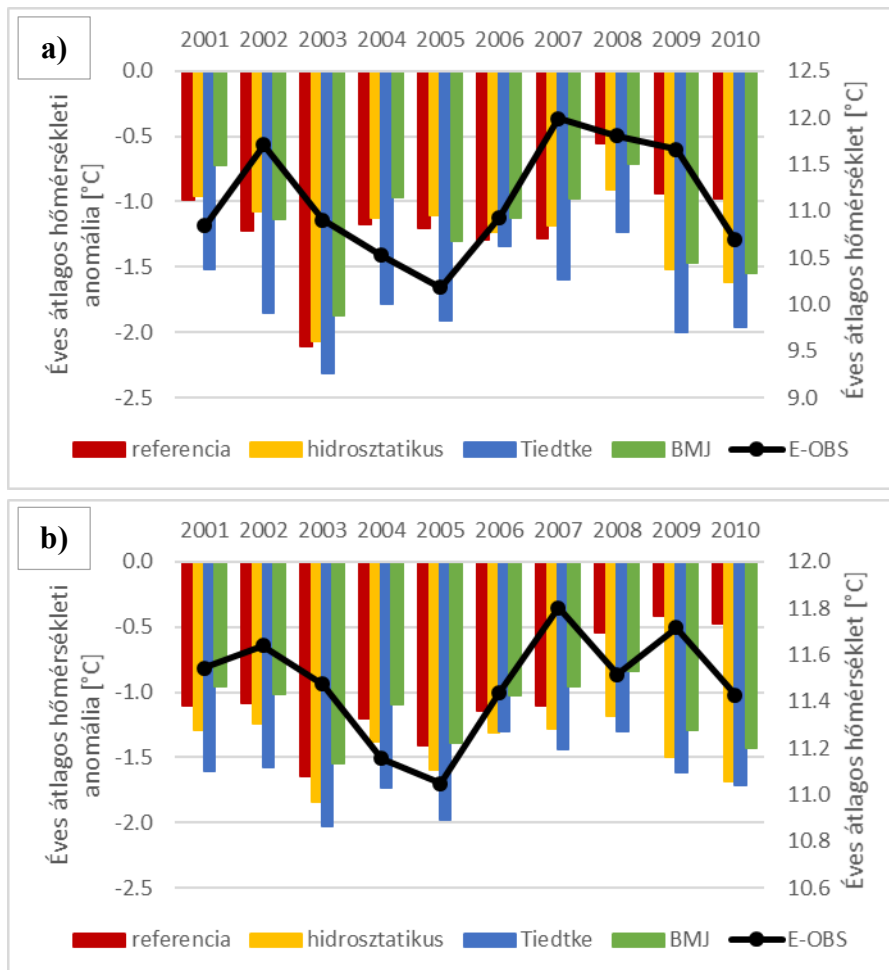 a)
2001 2002 2003 2004 2005 2006 2007 2008 2009 2010
Éves átlagos hőmérsékleti
anomália [°C]
0.0
-0.5
-1.0
-1.5
-2.0
-2.5
12.5
12.0
11.5
11.0
10.5
10.0
9.5
9.0
Éves átlagos hőmérséklet [°C]
referencia hidrosztatikus Tiedtke BMJ E-OBS
b)
2001 2002 2003 2004 2005 2006 2007 2008 2009 2010
Éves átlagos hőmérsékleti
anomália [°C]
0.0
-0.5
-1.0
-1.5
-2.0
-2.5
12.0
11.8
11.6
11.4
11.2
11.0
10.8
10.6
Éves átlagos hőmérséklet [°C]
referencia hidrosztatikus Tiedtke BMJ E-OBS